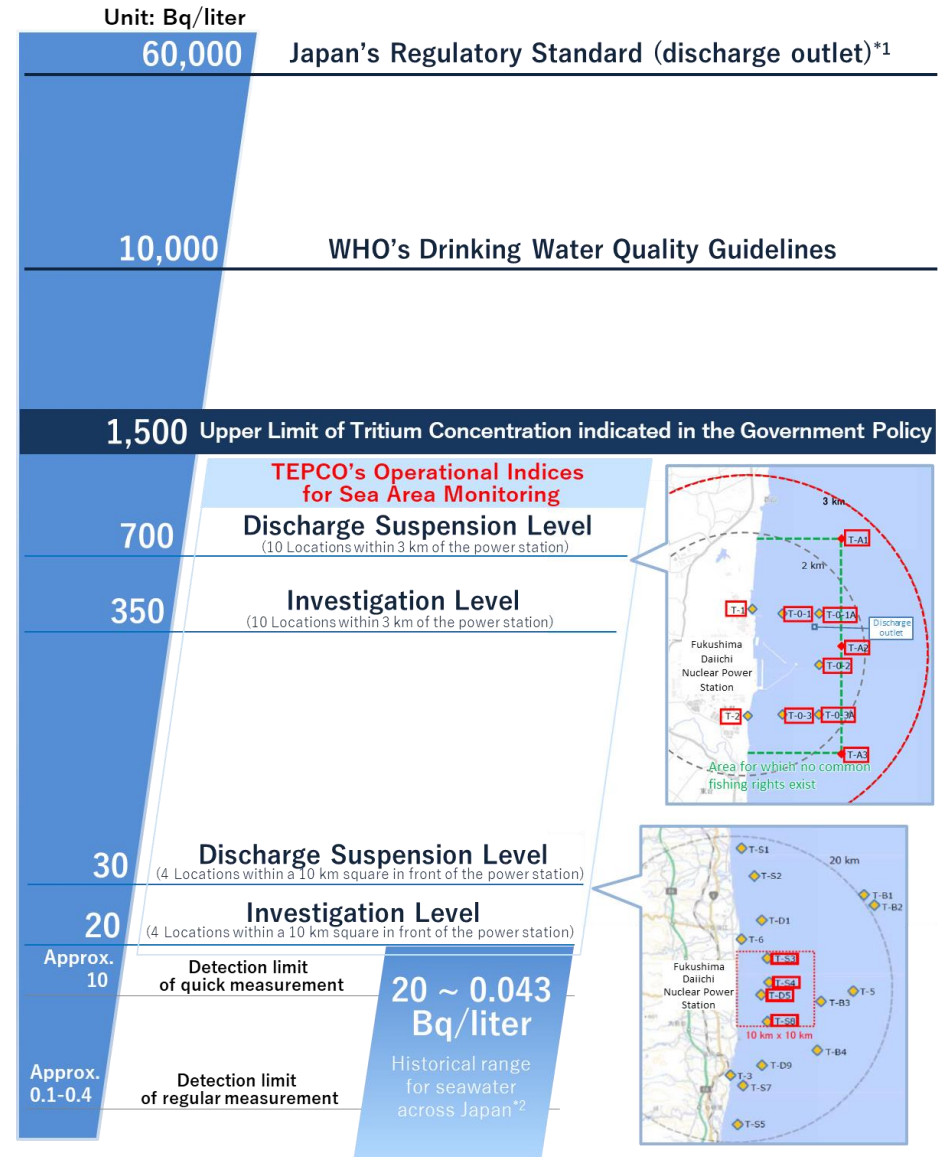 Unit: Bq/liter
60,000
Japan's Regulatory Standard (discharge outlet)*1
10,000
WHO's Drinking Water Quality Guidelines
1,500
Upper Limit of Tritium Concentration indicated in the Government Policy
TEPCO's Operational Indices
for Sea Area Monitoring
700
Discharge Suspension Level
(10 Locations within 3 km of the power station)
350
Investigation Level
(10 Locations within 3 km of the power station)
3 km
T-A1
2 km
T-1
T-0-1
T-0-1A
Discharge
outlet
Fukushima
Daiichi
Nuclear Power
Station
T-A2
T-0-2
T-2
T-0-3
T-0-3A
T-A3
Area for which no common
fishing rights exist
30
Discharge Suspension Level
(4 Locations within a 10 km square in front of the power station)
20
Investigation Level
(4 Locations within a 10 km square in front of the power station)
Approx.
10
Detection limit
of quick measurement
20 ~ 0.043
Bq/liter
Historical range
for seawater
across Japan*2
Approx.
0.1-0.4
Detection limit
of regular measurement
T-S1
20 km
T-S2
T-B1
T-B2
T-D1
T-6
T-S3
Fukushima
Daiichi
Nuclear Power
Station
T-S4
T-D5
T-5
T-B3
T-S8
10 km x 10 km
T-B4
T-D9
T-3
T-S7
T-S5